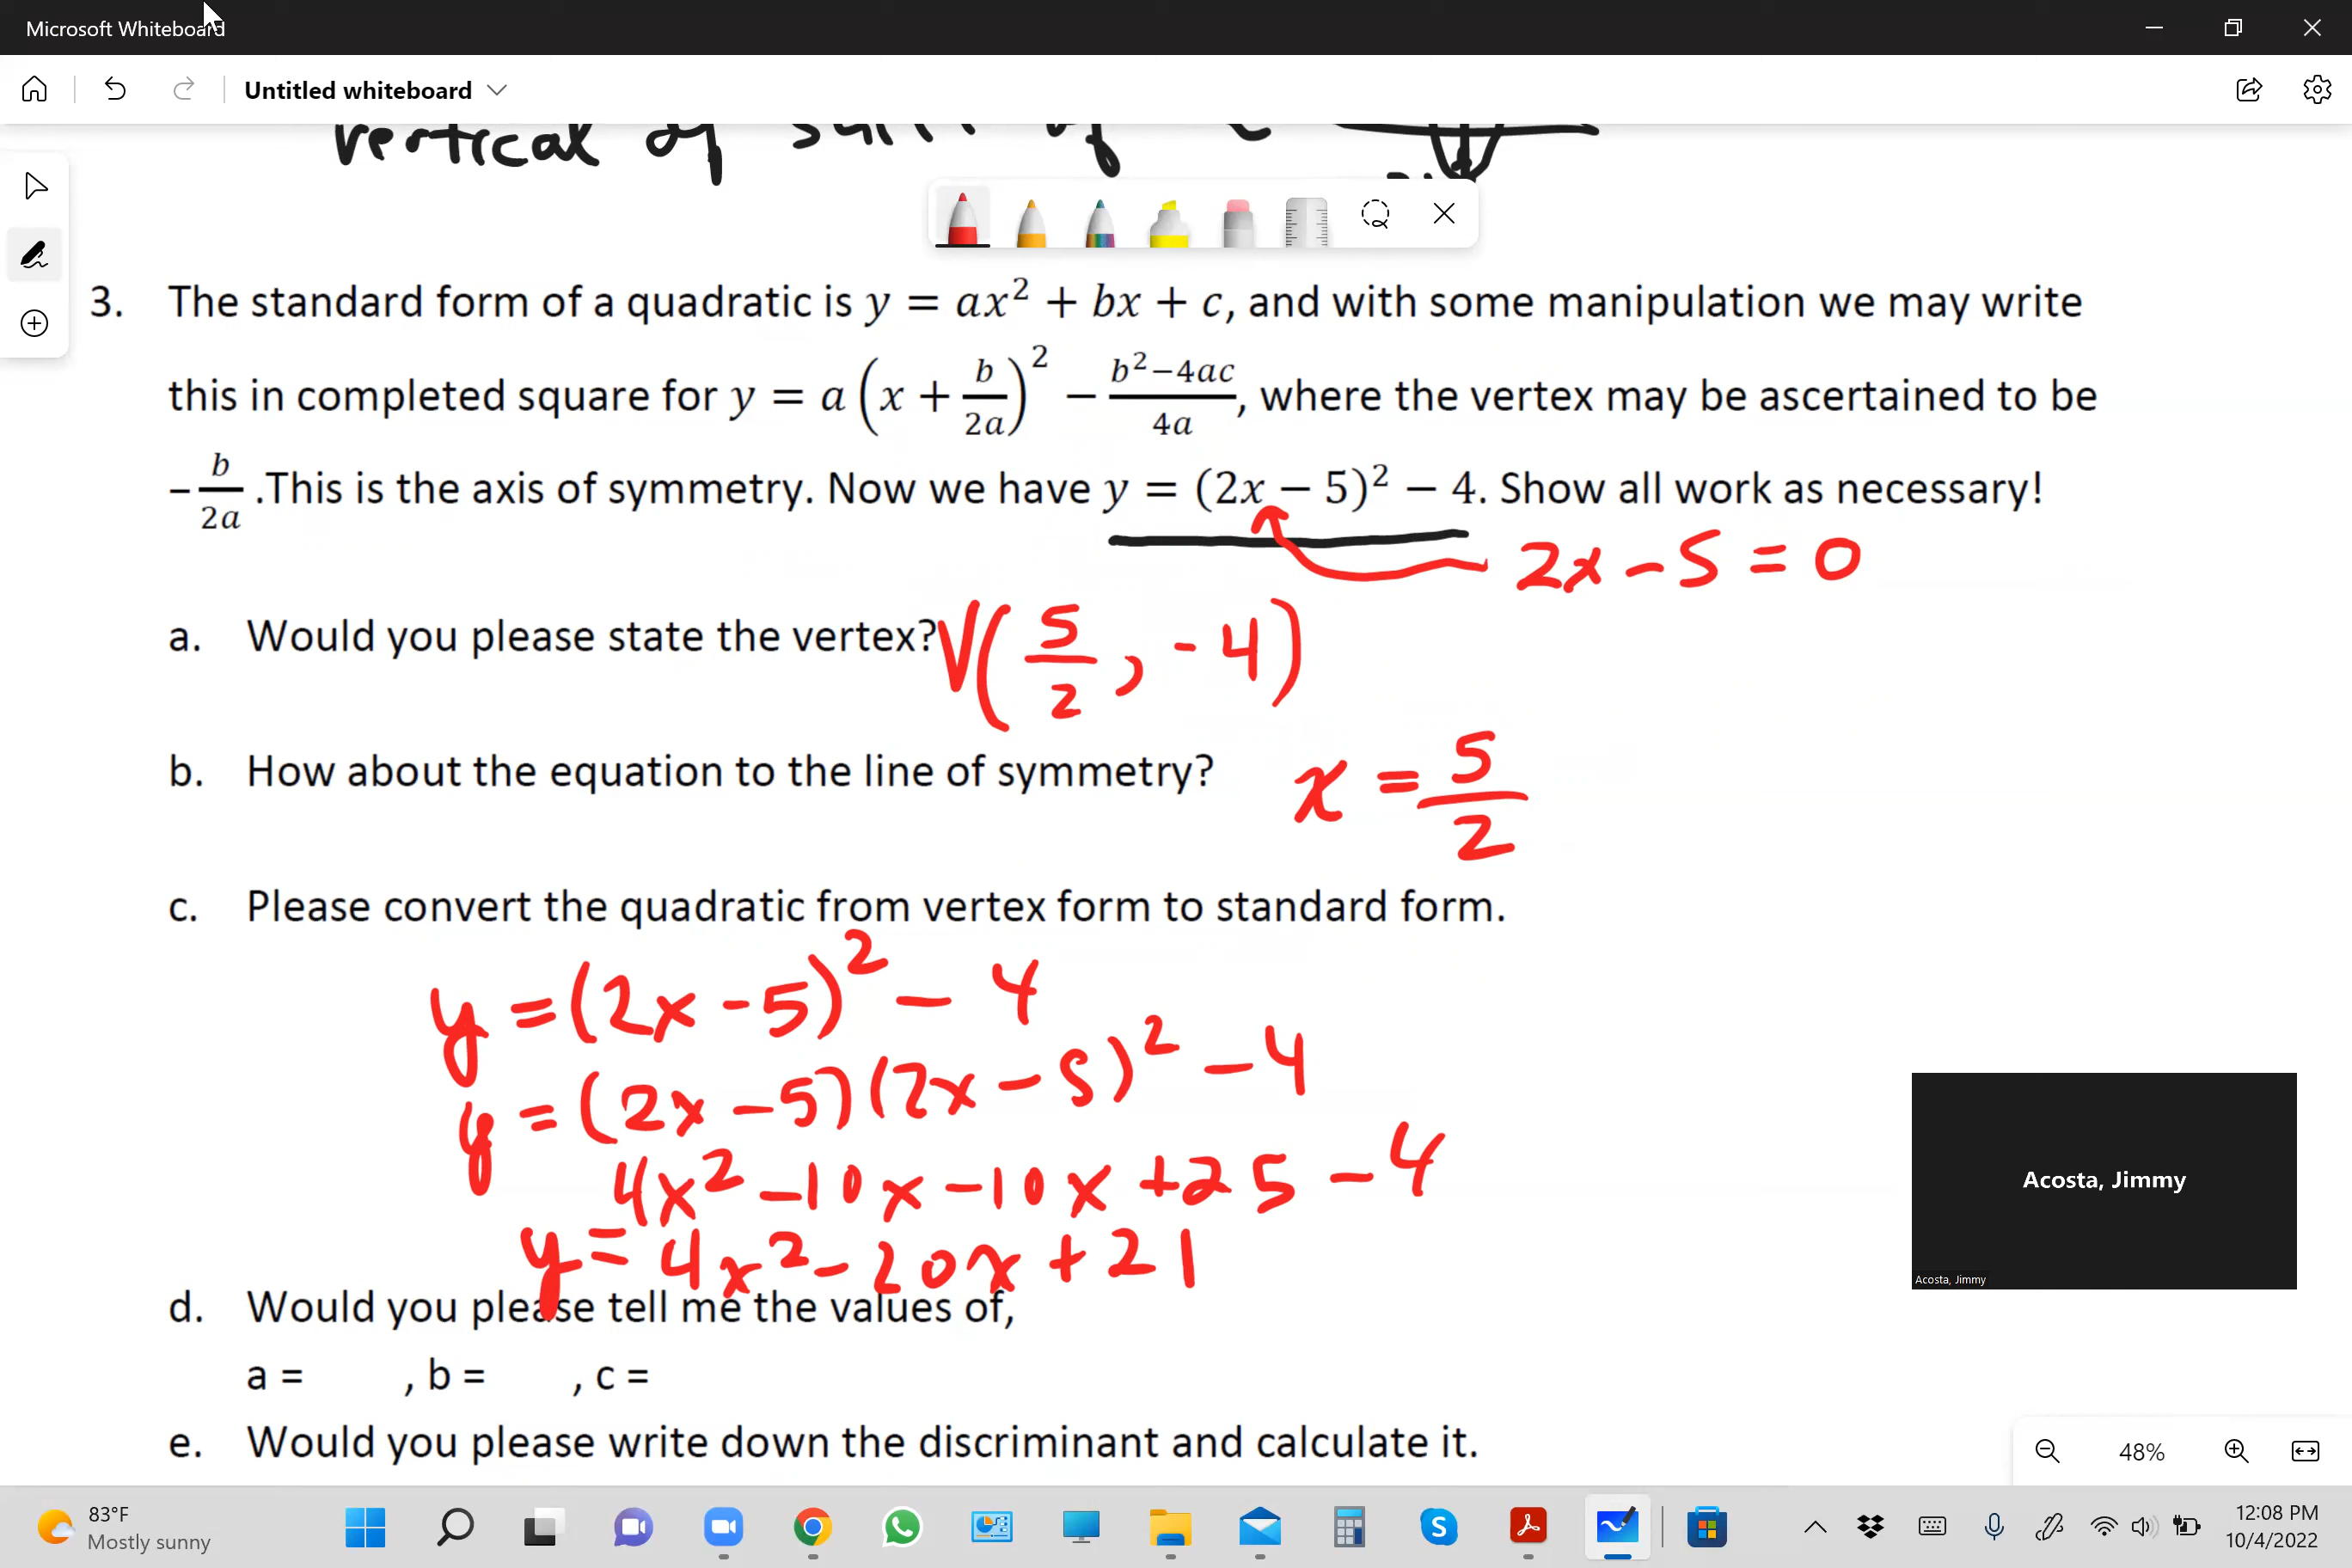 Microsoft Whiteboard
Untitled whiteboard
vertical of
3. The standard form of a quadratic is y = ax² + bx + c, and with some manipulation we may write
this in completed square for y = a(x + b/2a)² − (b²−4ac)/4a, where the vertex may be ascertained to be
−b/2a .This is the axis of symmetry. Now we have y = (2x − 5)² − 4. Show all work as necessary!
2x - 5 = 0
a. Would you please state the vertex? V(5/2, -4)
b. How about the equation to the line of symmetry? x = 5/2
c. Please convert the quadratic from vertex form to standard form.
y = (2x - 5)² - 4
y = (2x - 5)(2x - 5)² - 4
4x² - 10x - 10x + 25 - 4
y = 4x² - 20x + 21
Acosta, Jimmy
Acosta, Jimmy
d. Would you please tell me the values of,
a = , b = , c =
e. Would you please write down the discriminant and calculate it.
48%
83°F
Mostly sunny
12:08 PM
10/4/2022